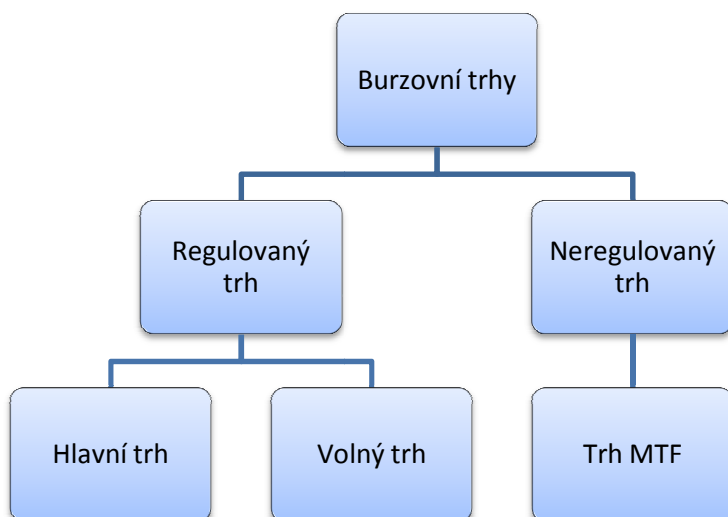 Burzovní trhy
Regulovaný
trh
Neregulovaný
trh
Hlavní trh
Volný trh
Trh MTF